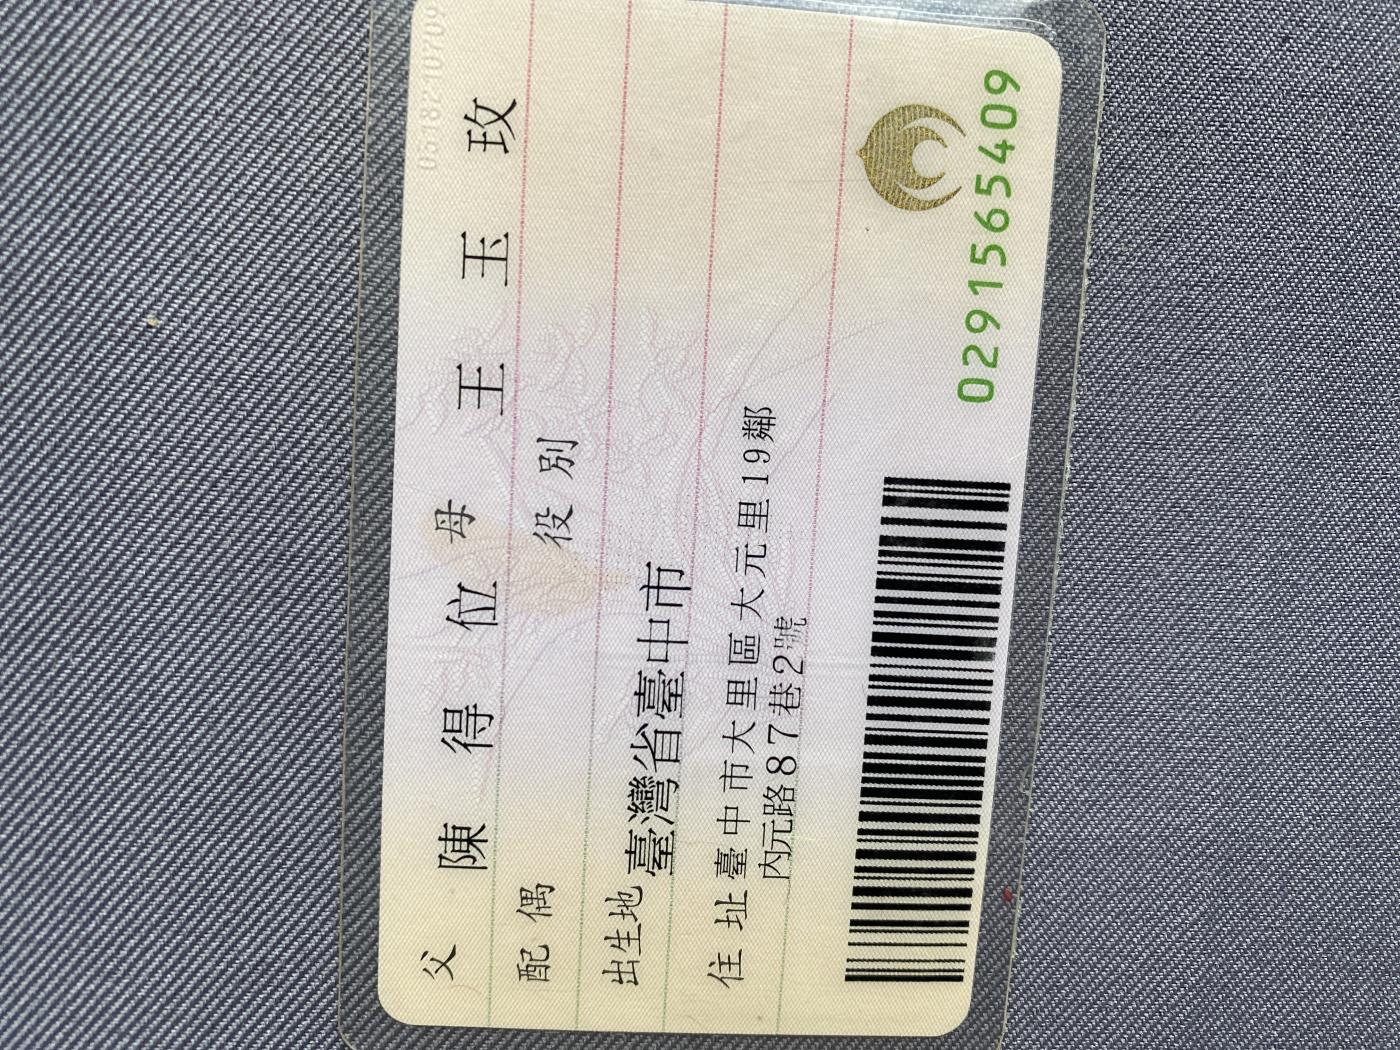 0518210709
父 陳得位 母 王玉玫
配偶 役別
出生地 臺灣省臺中市
住址 臺中市大里區大元里19鄰
內元路87巷2號
0291565409